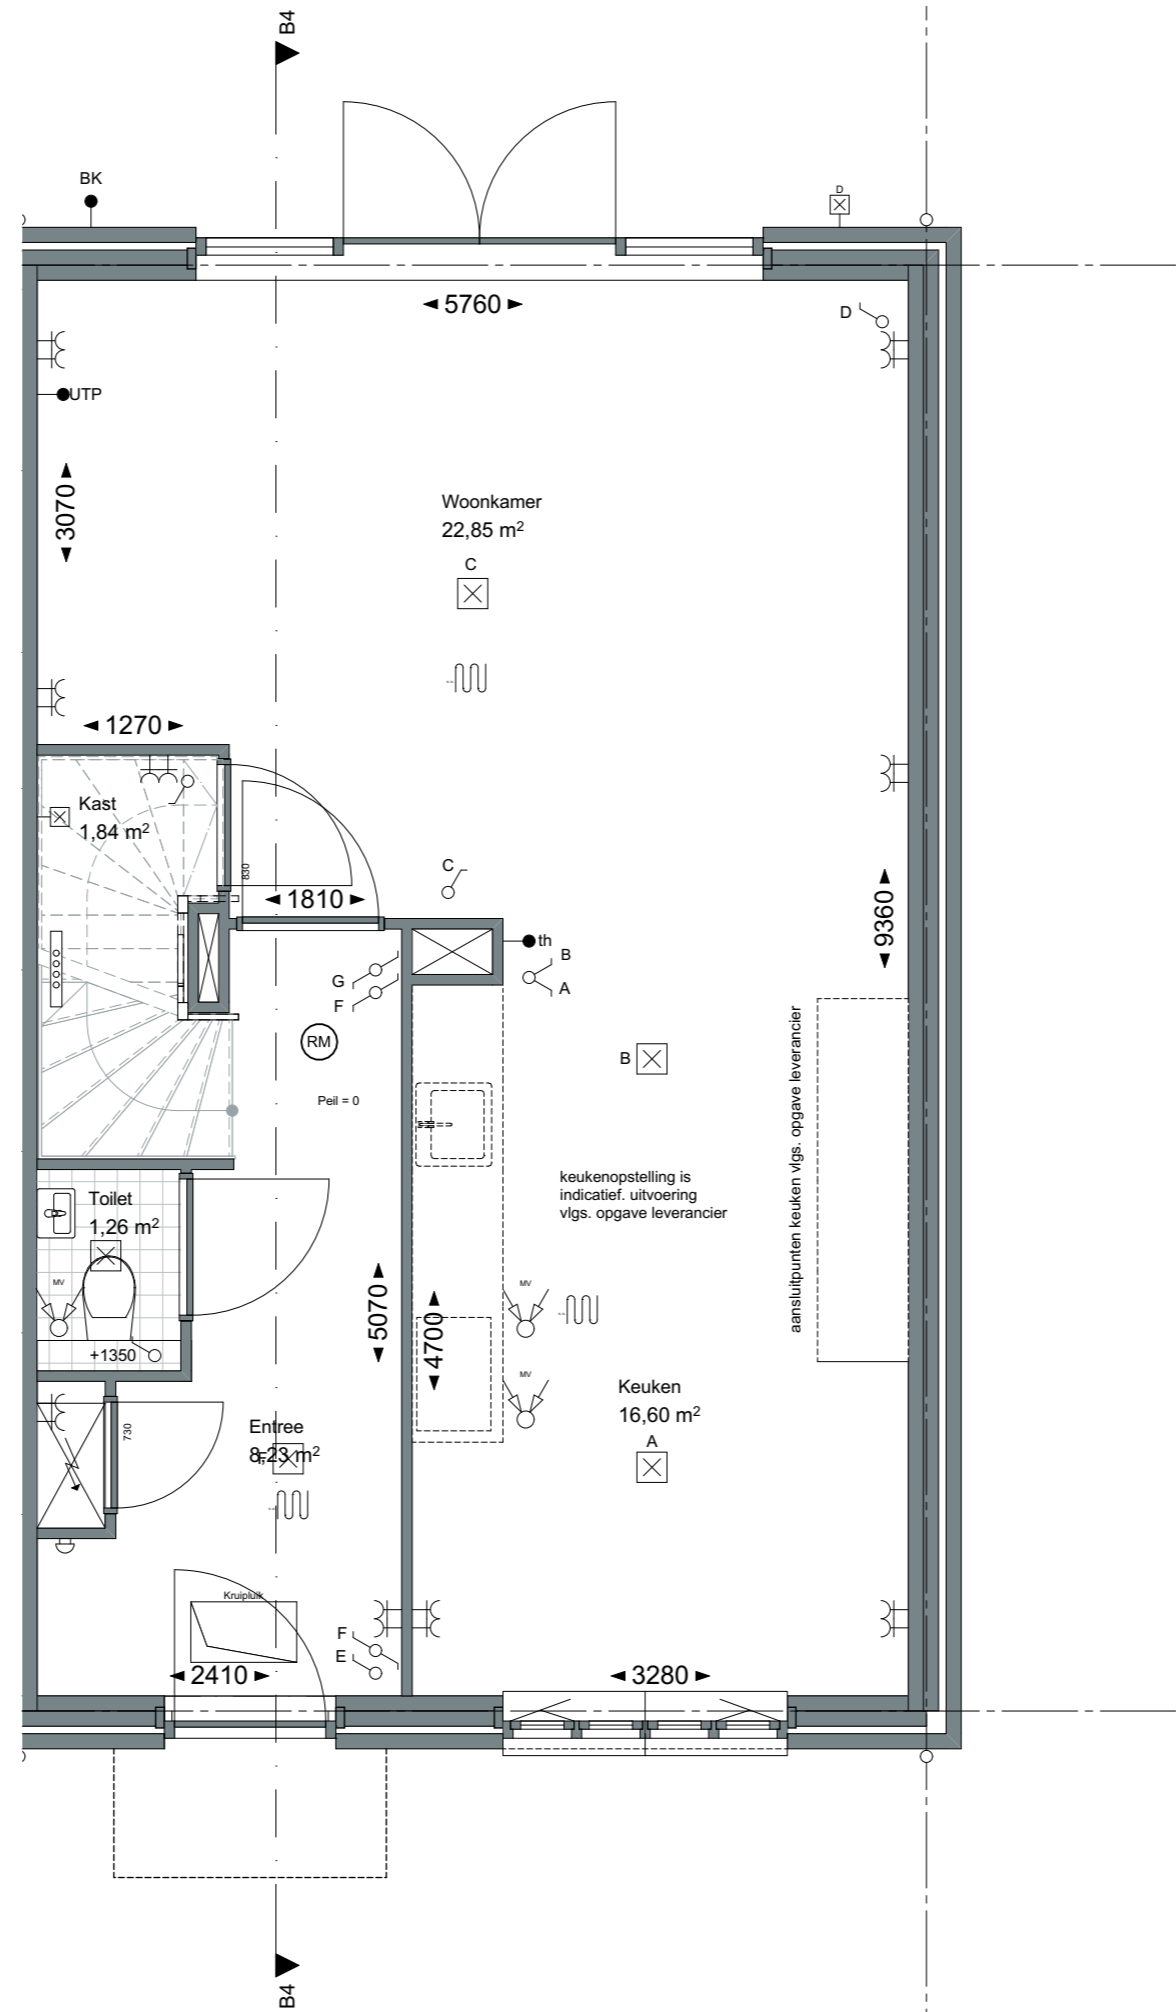 B4
BK
D
5760
D
UTP
3070
Woonkamer
22,85 m²
C
1270
Kast
1,84 m²
830
C
1810
9360
th
B
G
A
F
RM
B
Peil = 0
aansluitpunten keuken vlgs. opgave leverancier
keukenopstelling is
indicatief. uitvoering
vlgs. opgave leverancier
Toilet
1,26 m²
MV
MV
5070
4700
+1350
MV
Keuken
16,60 m²
A
730
Entree
8,23 m²
Kruipluik
F
E
2410
3280
B4